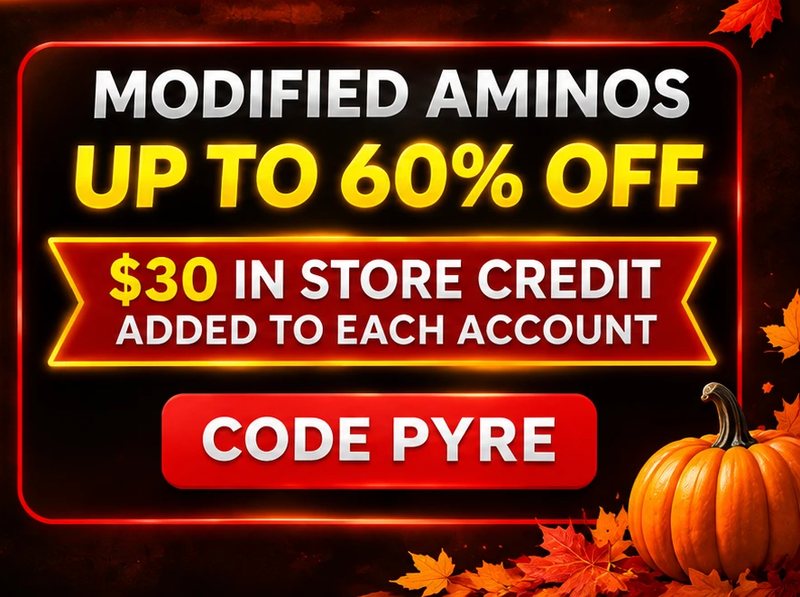 MODIFIED AMINOS
UP TO 60% OFF
$30 IN STORE CREDIT
ADDED TO EACH ACCOUNT
CODE PYRE